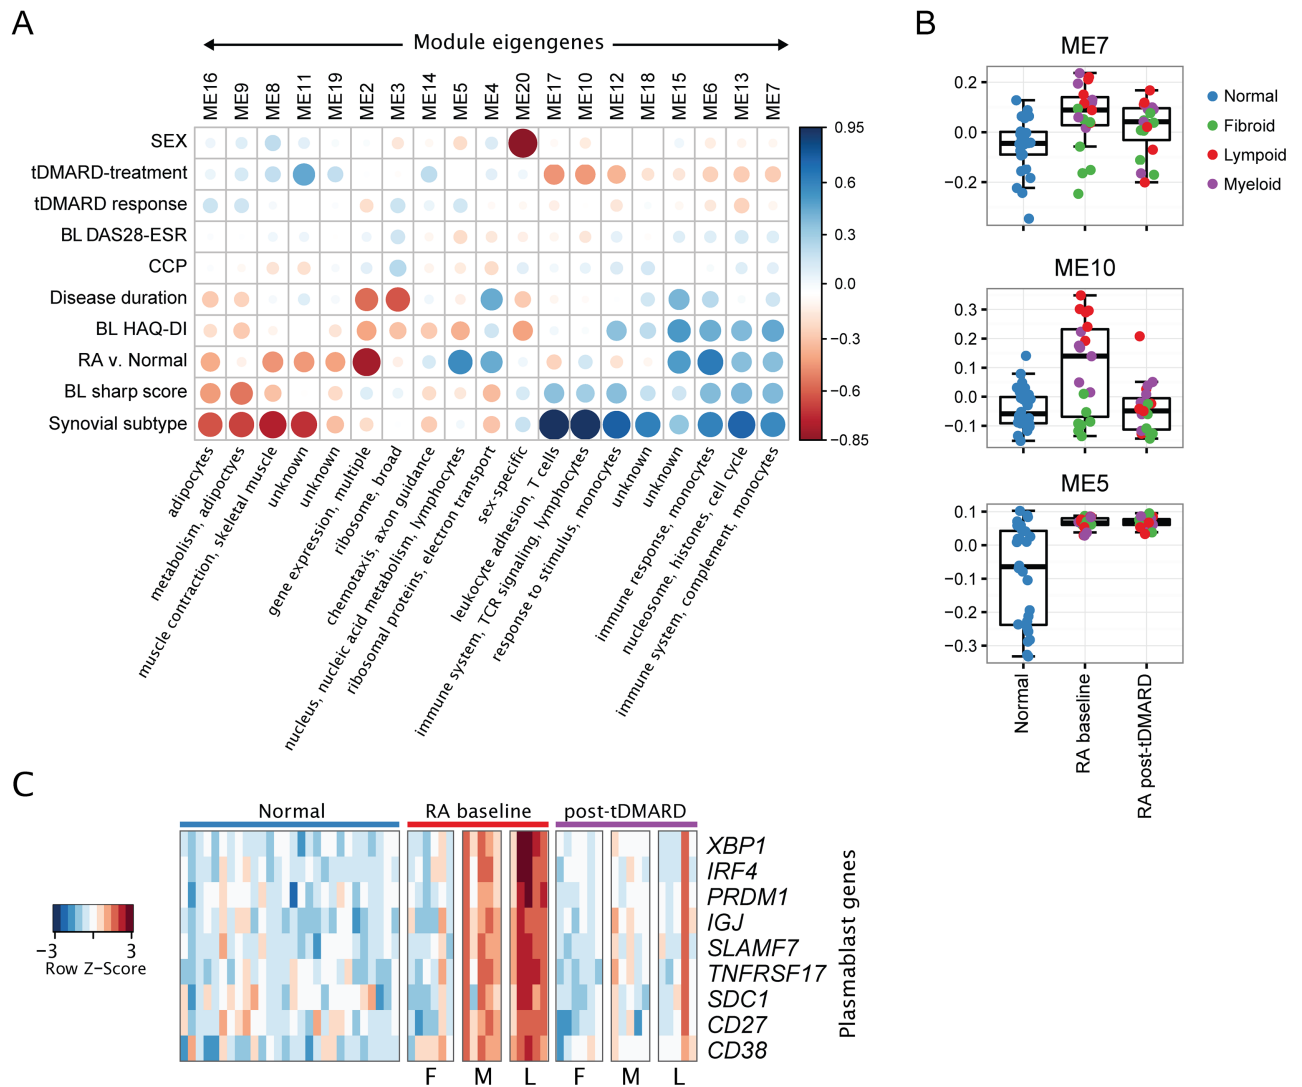 A
Module eigengenes
ME16 ME9 ME8 ME11 ME19 ME2 ME3 ME14 ME5 ME4 ME20 ME17 ME10 ME12 ME18 ME15 ME6 ME13 ME7
SEX
tDMARD-treatment
tDMARD response
BL DAS28-ESR
CCP
Disease duration
BL HAQ-DI
RA v. Normal
BL sharp score
Synovial subtype
0.95
0.6
0.3
0.0
−0.3
−0.6
−0.85
adipocytes
metabolism, adipoctyes
muscle contraction, skeletal muscle
unknown
unknown
gene expression, multiple
ribosome, broad
chemotaxis, axon guidance
nucleus, nucleic acid metabolism, lymphocytes
ribosomal proteins, electron transport
sex-specific
leukocyte adhesion, T cells
immune system, TCR signaling, lymphocytes
response to stimulus, monocytes
unknown
unknown
immune response, monocytes
nucleosome, histones, cell cycle
immune system, complement, monocytes
B
ME7
0.2
0.0
−0.2
Normal
Fibroid
Lympoid
Myeloid
ME10
0.3
0.2
0.1
0.0
−0.1
ME5
0.1
0.0
−0.1
−0.2
−0.3
Normal
RA baseline
RA post-tDMARD
C
Normal RA baseline post-tDMARD
−3 3
Row Z−Score
XBP1
IRF4
PRDM1
IGJ
SLAMF7
TNFRSF17
SDC1
CD27
CD38
Plasmablast genes
F M L F M L